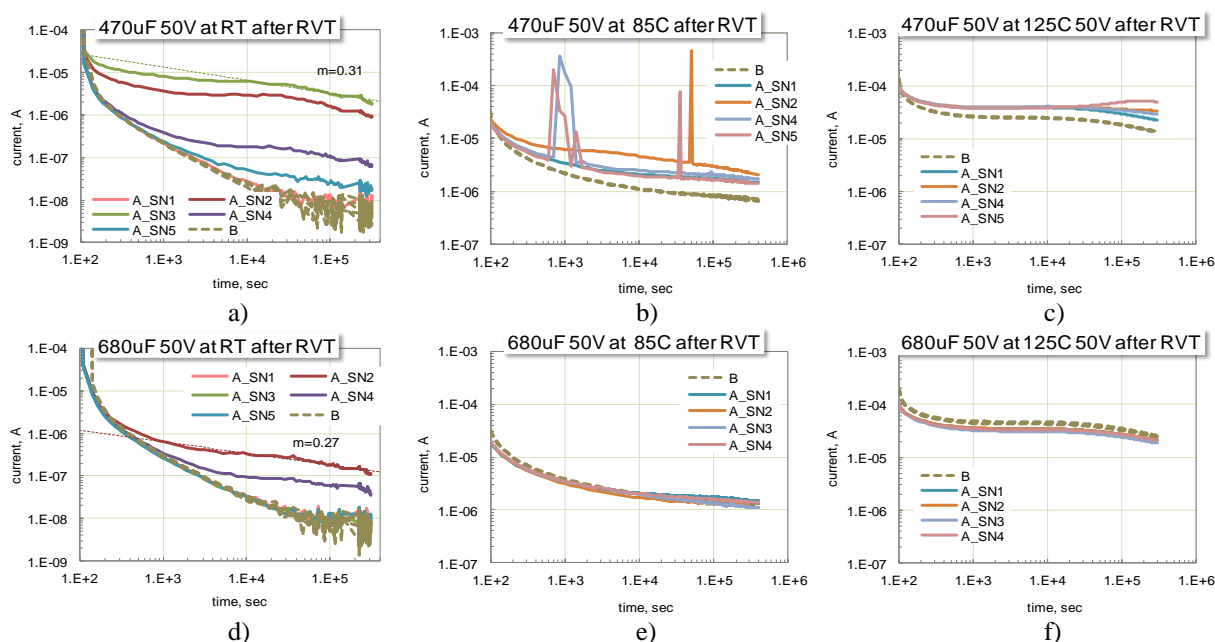 470uF 50V at RT after RVT
1.E-04
1.E-05
1.E-06
1.E-07
1.E-08
1.E-09
current, A
m=0.31
A_SN1 A_SN2
A_SN3 A_SN4
A_SN5 B
1.E+2 1.E+3 1.E+4 1.E+5
time, sec
a)
470uF 50V at 85C after RVT
1.E-03
1.E-04
1.E-05
1.E-06
1.E-07
current, A
B
A_SN1
A_SN2
A_SN4
A_SN5
1.E+2 1.E+3 1.E+4 1.E+5 1.E+6
time, sec
b)
470uF 50V at 125C 50V after RVT
1.E-03
1.E-04
1.E-05
1.E-06
1.E-07
current, A
B
A_SN1
A_SN2
A_SN4
A_SN5
1.E+2 1.E+3 1.E+4 1.E+5 1.E+6
time, sec
c)
680uF 50V at RT after RVT
1.E-04
1.E-05
1.E-06
1.E-07
1.E-08
1.E-09
current, A
A_SN1 A_SN2
A_SN3 A_SN4
A_SN5 B
m=0.27
1.E+2 1.E+3 1.E+4 1.E+5
time, sec
d)
680uF 50V at 85C after RVT
1.E-03
1.E-04
1.E-05
1.E-06
1.E-07
current, A
B
A_SN1
A_SN2
A_SN3
A_SN4
1.E+2 1.E+3 1.E+4 1.E+5 1.E+6
time, sec
e)
680uF 50V at 125C 50V after RVT
1.E-03
1.E-04
1.E-05
1.E-06
1.E-07
current, A
B
A_SN1
A_SN2
A_SN3
A_SN4
1.E+2 1.E+3 1.E+4 1.E+5 1.E+6
time, sec
f)